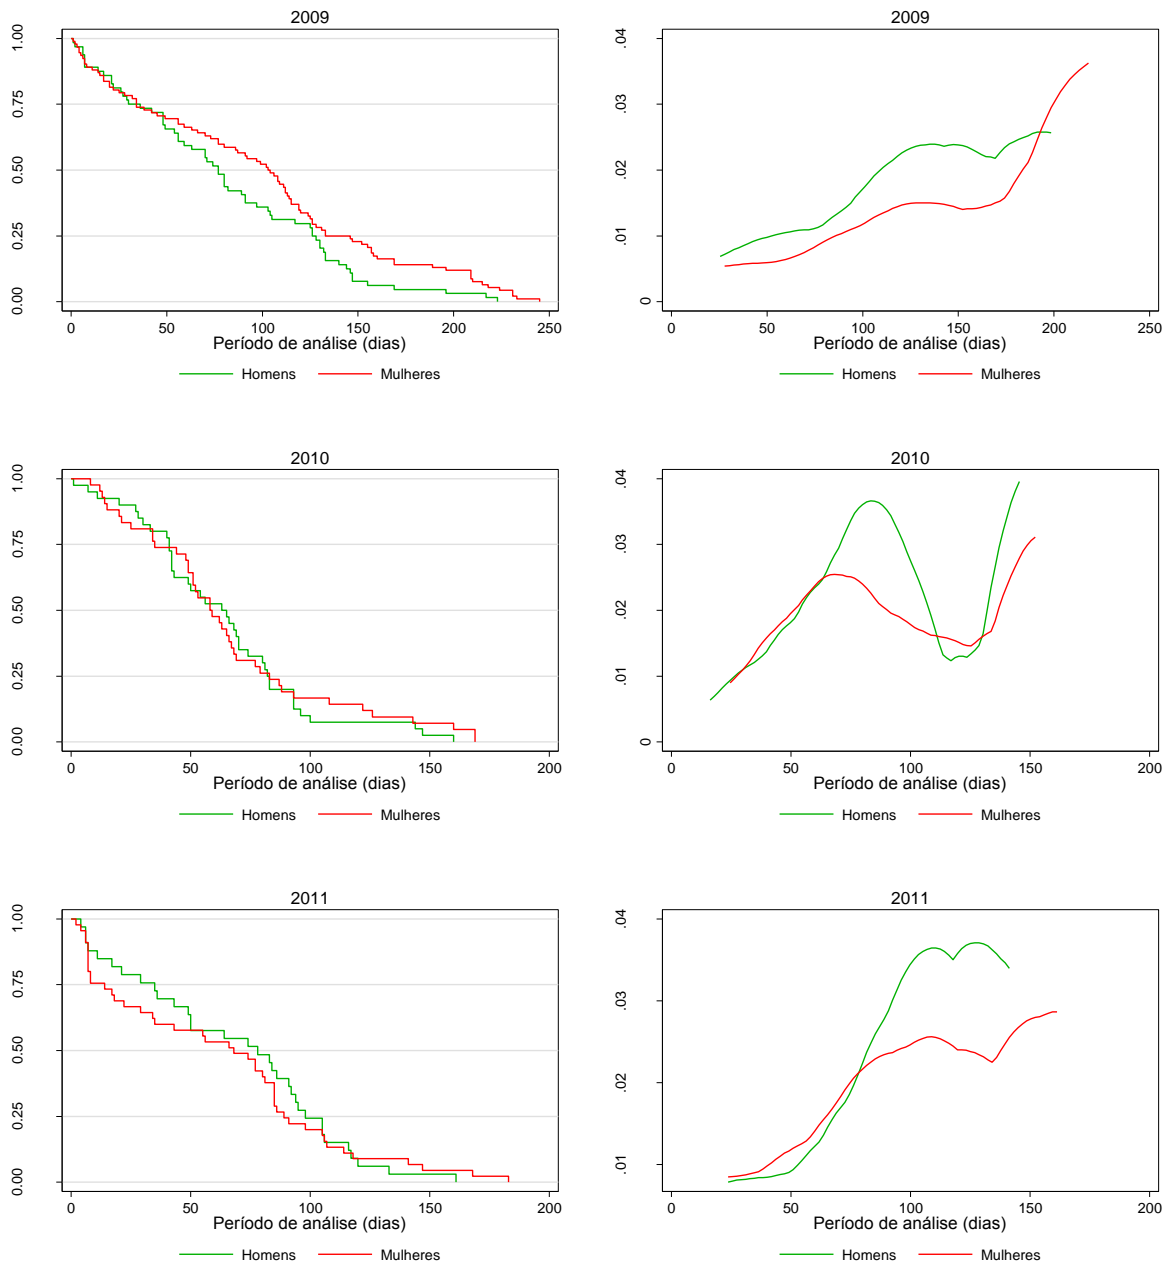 2009
1.00
0.75
0.50
0.25
0.00
0 50 100 150 200 250
Período de análise (dias)
Homens Mulheres
2009
.04
.03
.02
.01
0
0 50 100 150 200 250
Período de análise (dias)
Homens Mulheres
2010
1.00
0.75
0.50
0.25
0.00
0 50 100 150 200
Período de análise (dias)
Homens Mulheres
2010
.04
.03
.02
.01
0
0 50 100 150 200
Período de análise (dias)
Homens Mulheres
2011
1.00
0.75
0.50
0.25
0.00
0 50 100 150 200
Período de análise (dias)
Homens Mulheres
2011
.04
.03
.02
.01
0 50 100 150 200
Período de análise (dias)
Homens Mulheres